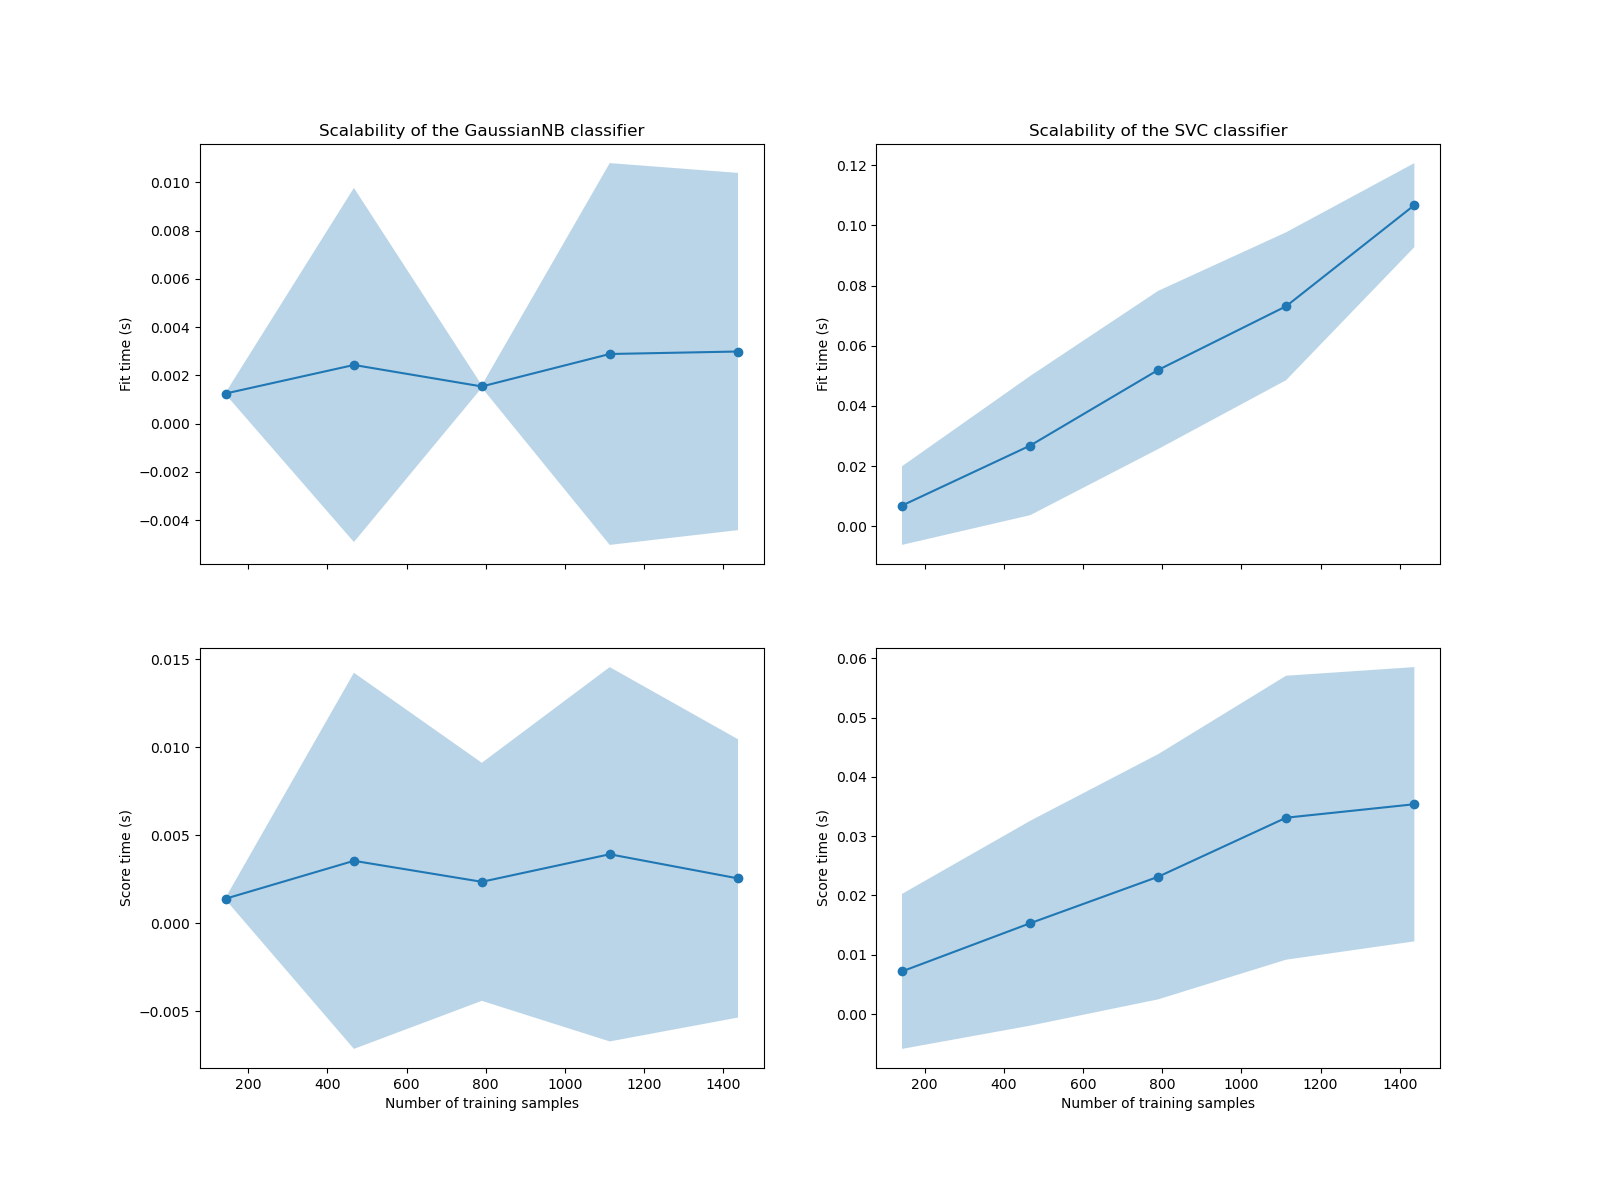 Scalability of the GaussianNB classifier
Fit time (s)
0.010
0.008
0.006
0.004
0.002
0.000
−0.002
−0.004
Scalability of the SVC classifier
Fit time (s)
0.12
0.10
0.08
0.06
0.04
0.02
0.00
Score time (s)
0.015
0.010
0.005
0.000
−0.005
200 400 600 800 1000 1200 1400
Number of training samples
Score time (s)
0.06
0.05
0.04
0.03
0.02
0.01
0.00
200 400 600 800 1000 1200 1400
Number of training samples